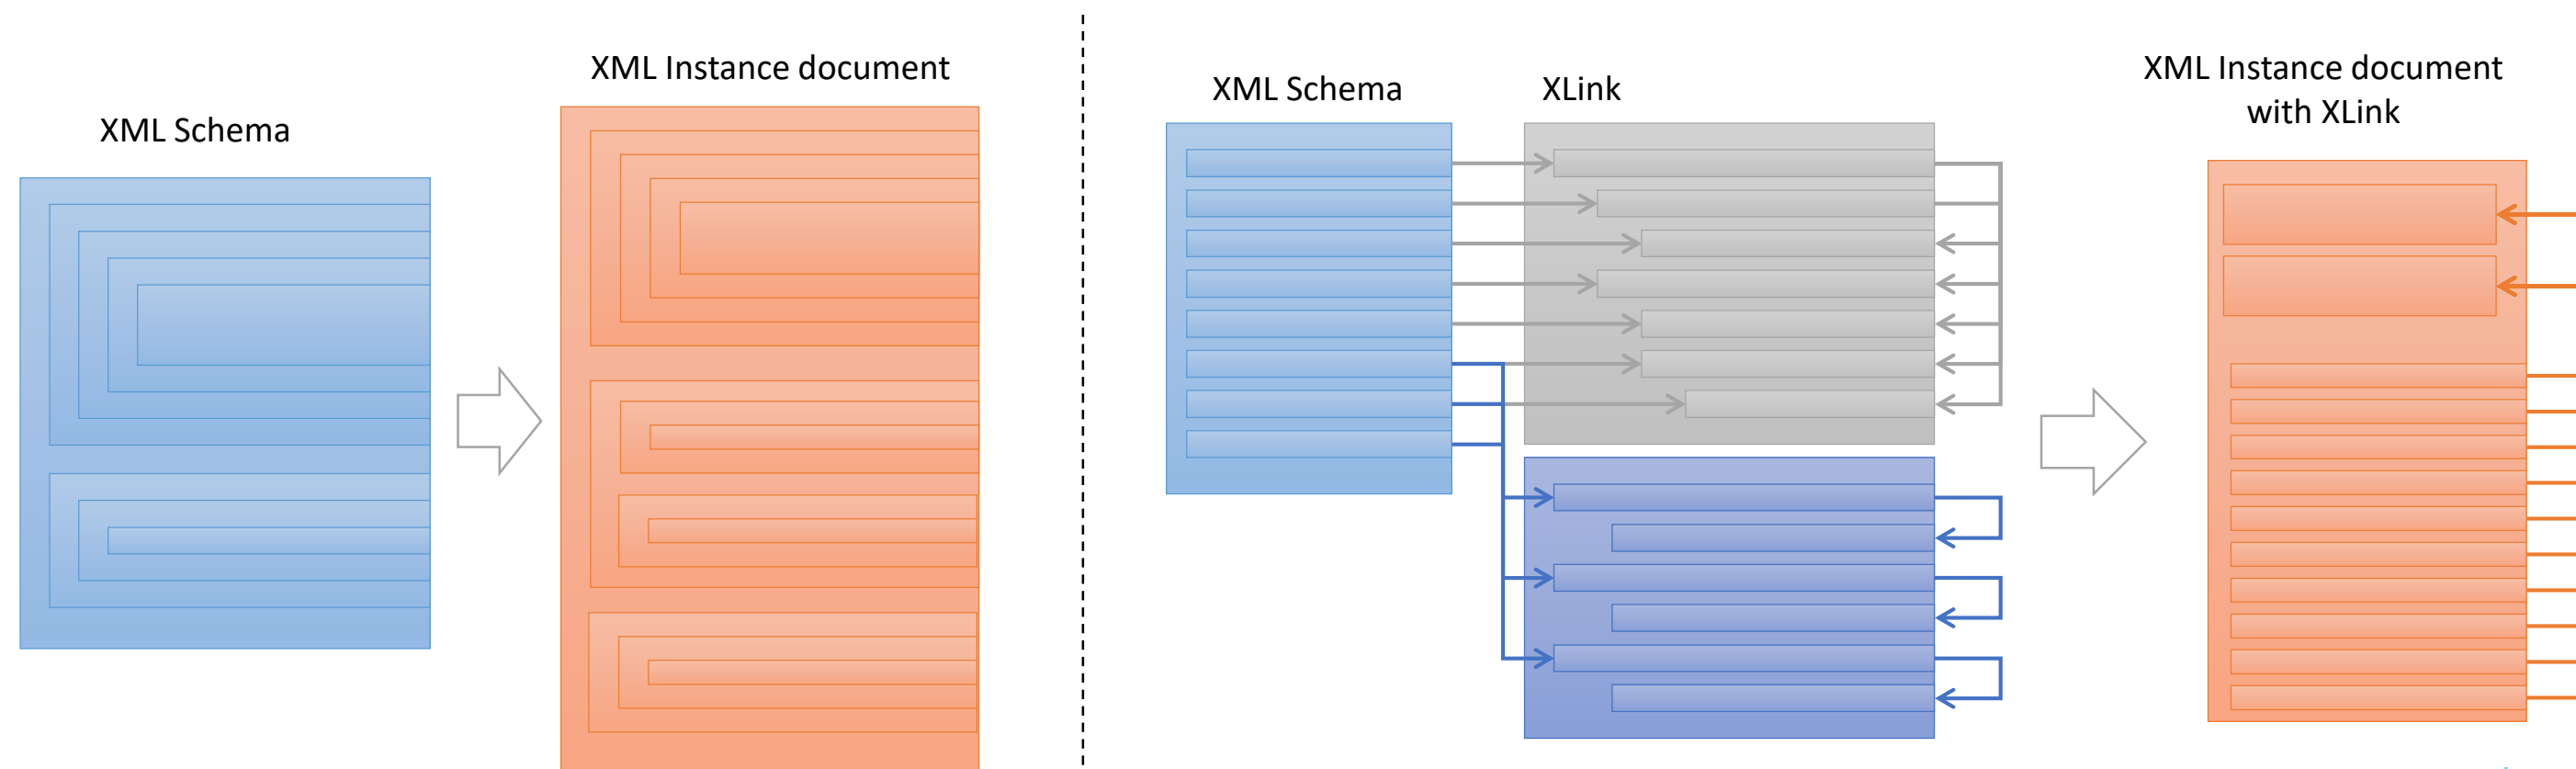 XML Schema
XML Instance document
XML Schema
XLink
XML Instance document
with XLink